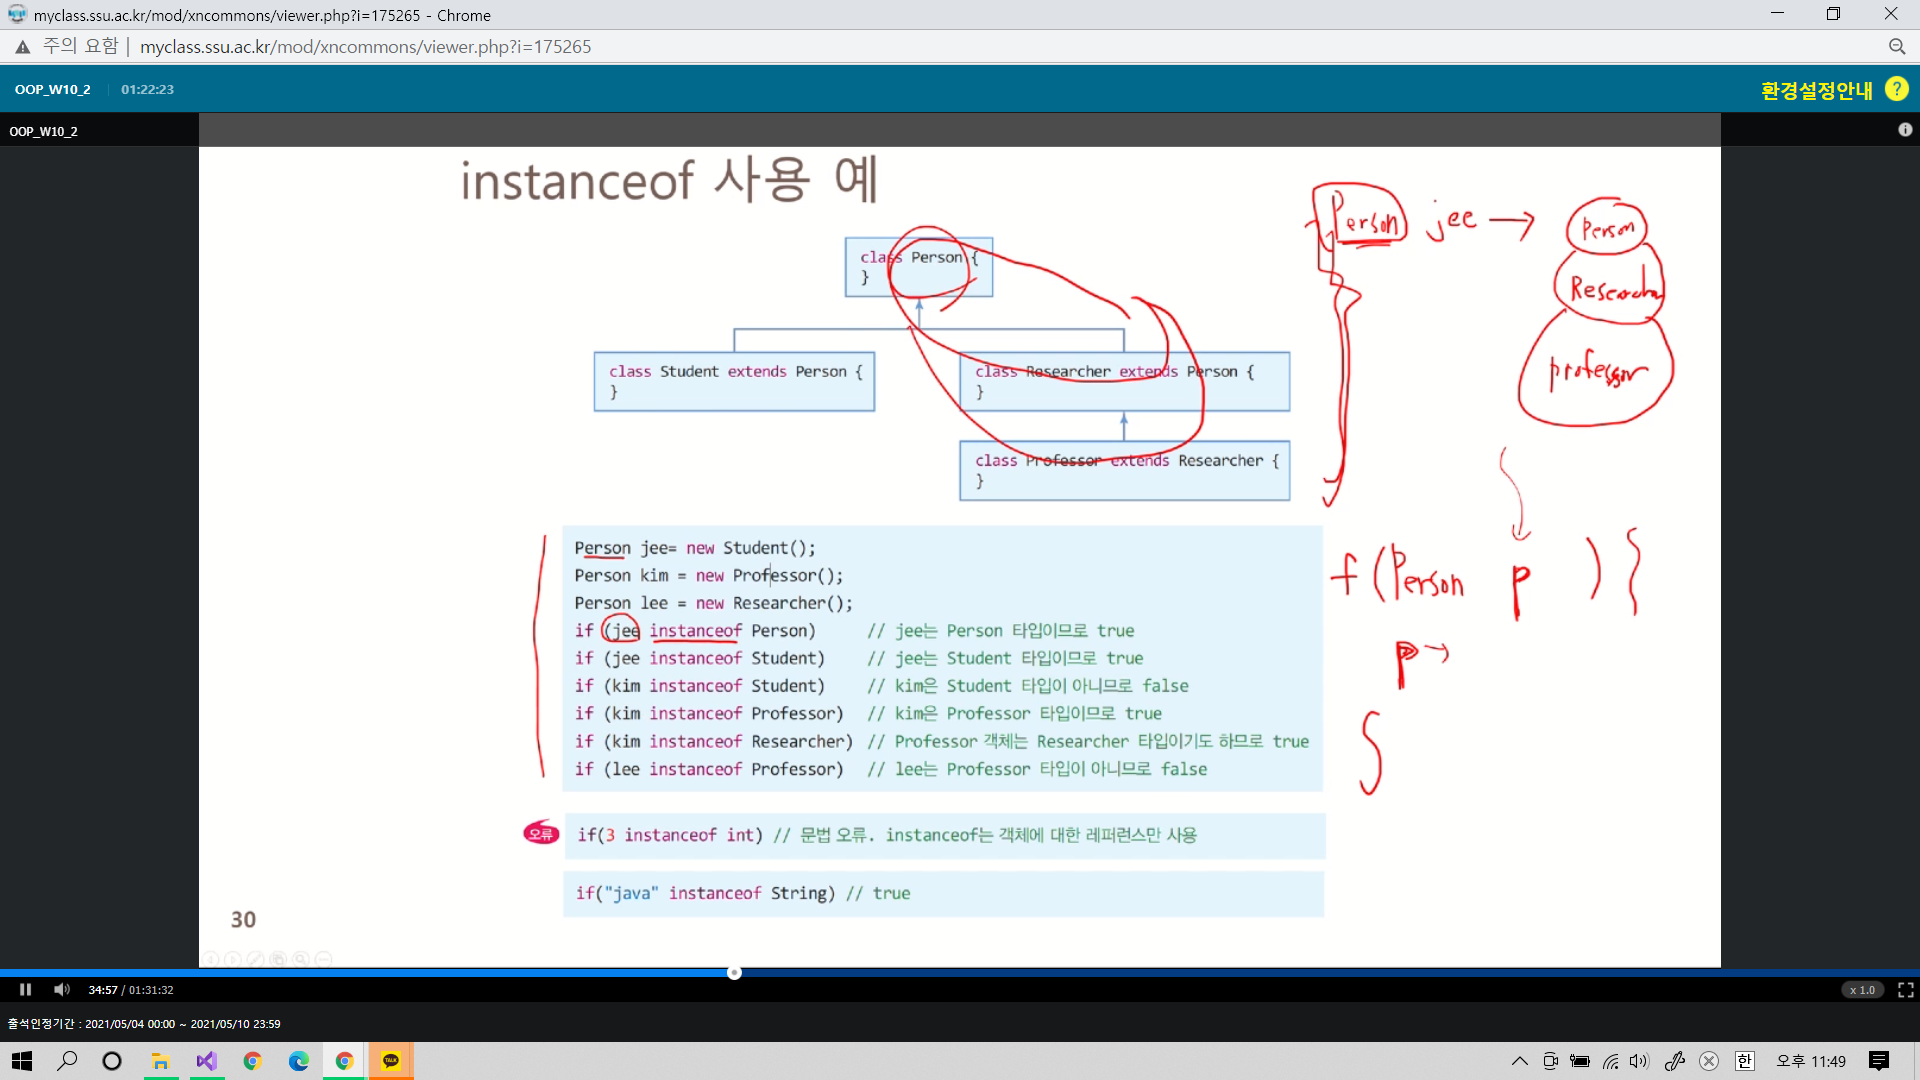 myclass.ssu.ac.kr/mod/xncommons/viewer.php?i=175265 - Chrome
주의 요함 | myclass.ssu.ac.kr/mod/xncommons/viewer.php?i=175265
OOP_W10_2 01:22:23 환경설정안내 ?
OOP_W10_2
instanceof 사용 예
Person jee → Person
Researcher
professor
class Person {
}
class Student extends Person {
}
class Researcher extends Person {
}
class Professor extends Researcher {
}
Person jee= new Student();
Person kim = new Professor();
Person lee = new Researcher();
if (jee instanceof Person) // jee는 Person 타입이므로 true
if (jee instanceof Student) // jee는 Student 타입이므로 true
if (kim instanceof Student) // kim은 Student 타입이 아니므로 false
if (kim instanceof Professor) // kim은 Professor 타입이므로 true
if (kim instanceof Researcher) // Professor 객체는 Researcher 타입이기도 하므로 true
if (lee instanceof Professor) // lee는 Professor 타입이 아니므로 false
f (Person p ) {
p→
}
오류 if(3 instanceof int) // 문법 오류. instanceof는 객체에 대한 레퍼런스만 사용
if("java" instanceof String) // true
30
34:57 / 01:31:32 x 1.0
출석인정기간 : 2021/05/04 00:00 ~ 2021/05/10 23:59
TALK 한 오후 11:49